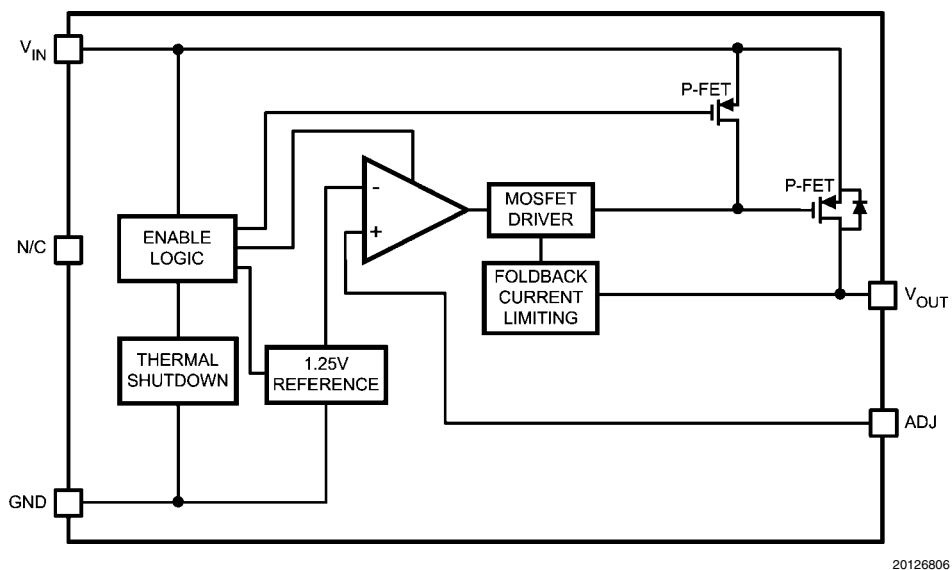 VIN
P-FET
P-FET
-
MOSFET
DRIVER
N/C
ENABLE
LOGIC
+
FOLDBACK
CURRENT
LIMITING
VOUT
THERMAL
SHUTDOWN
1.25V
REFERENCE
ADJ
GND
20126806